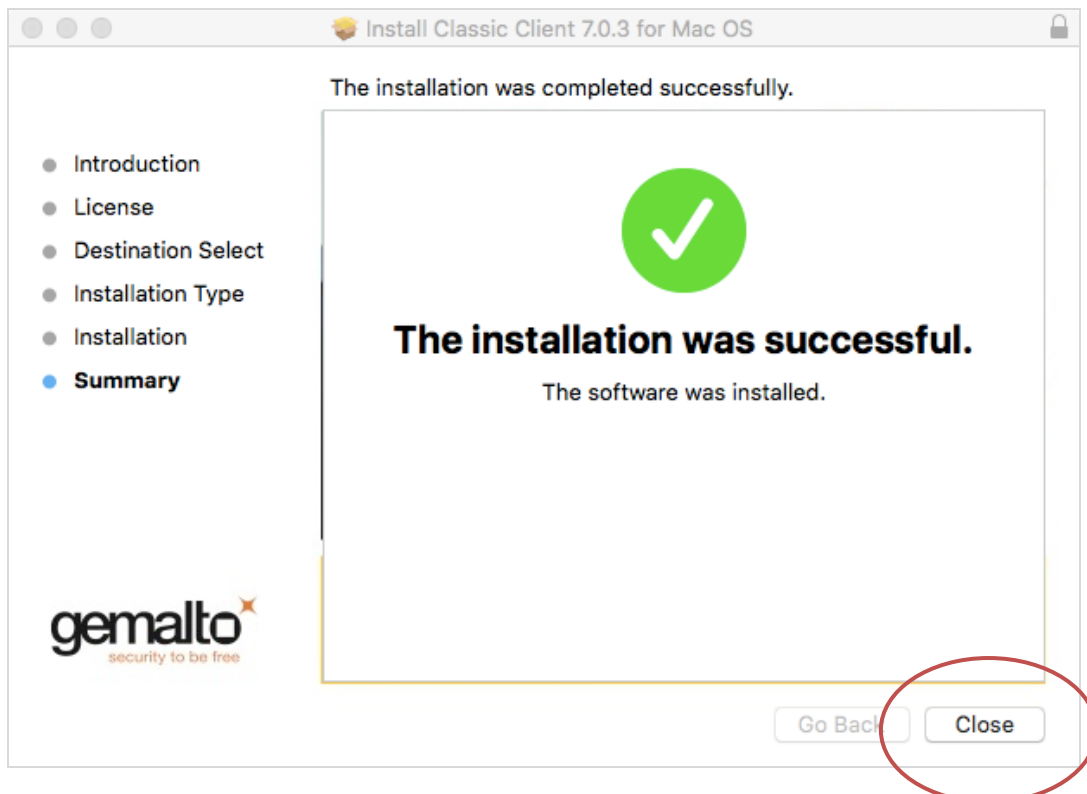 Install Classic Client 7.0.3 for Mac OS
The installation was completed successfully.
Introduction
License
Destination Select
Installation Type
Installation
Summary
The installation was successful.
The software was installed.
gemalto
security to be free
Go Back
Close